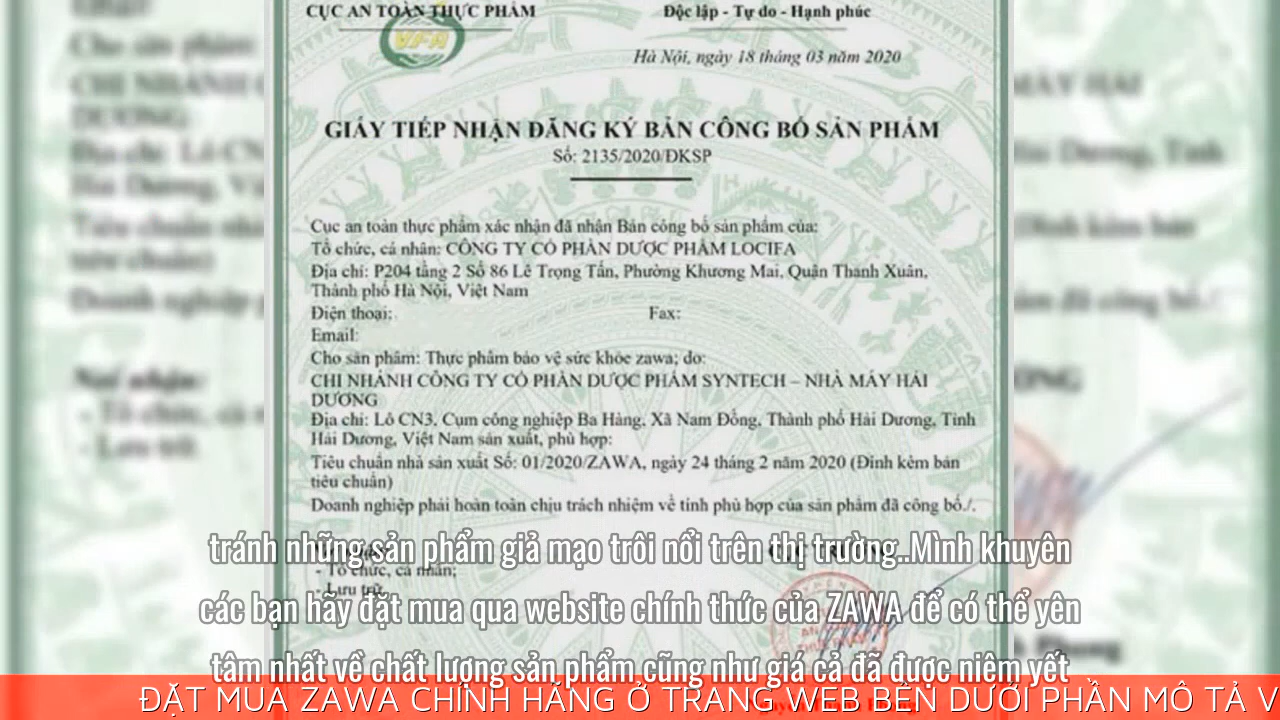 CỤC AN TOÀN THỰC PHẨM
Độc lập - Tự do - Hạnh phúc
VFA
Hà Nội, ngày 18 tháng 03 năm 2020
GIẤY TIẾP NHẬN ĐĂNG KÝ BẢN CÔNG BỐ SẢN PHẨM
Số: 2135/2020/ĐKSP
Cục an toàn thực phẩm xác nhận đã nhận Bản công bố sản phẩm của:
Tổ chức, cá nhân: CÔNG TY CỔ PHẦN DƯỢC PHẨM LOCIFA
Địa chỉ: P204 tầng 2 Số 86 Lê Trọng Tấn, Phường Khương Mai, Quận Thanh Xuân,
Thành phố Hà Nội, Việt Nam
Điện thoại: Fax:
Email:
Cho sản phẩm: Thực phẩm bảo vệ sức khỏe zawa; do:
CHI NHÁNH CÔNG TY CỔ PHẦN DƯỢC PHẨM SYNTECH – NHÀ MÁY HẢI
DƯƠNG
Địa chỉ: Lô CN3, Cụm công nghiệp Ba Hàng, Xã Nam Đồng, Thành phố Hải Dương, Tỉnh
Hải Dương, Việt Nam sản xuất, phù hợp:
Tiêu chuẩn nhà sản xuất Số: 01/2020/ZAWA, ngày 24 tháng 2 năm 2020 (Đính kèm bản
tiêu chuẩn)
Doanh nghiệp phải hoàn toàn chịu trách nhiệm về tính phù hợp của sản phẩm đã công bố./.
- Tổ chức, cá nhân;
- Lưu trữ.
tránh những sản phẩm giả mạo trôi nổi trên thị trường..Mình khuyên
các bạn hãy đặt mua qua website chính thức của ZAWA để có thể yên
tâm nhất về chất lượng sản phẩm cũng như giá cả đã được niêm yết
ĐẶT MUA ZAWA CHÍNH HÃNG Ở TRANG WEB BÊN DƯỚI PHẦN MÔ TẢ V